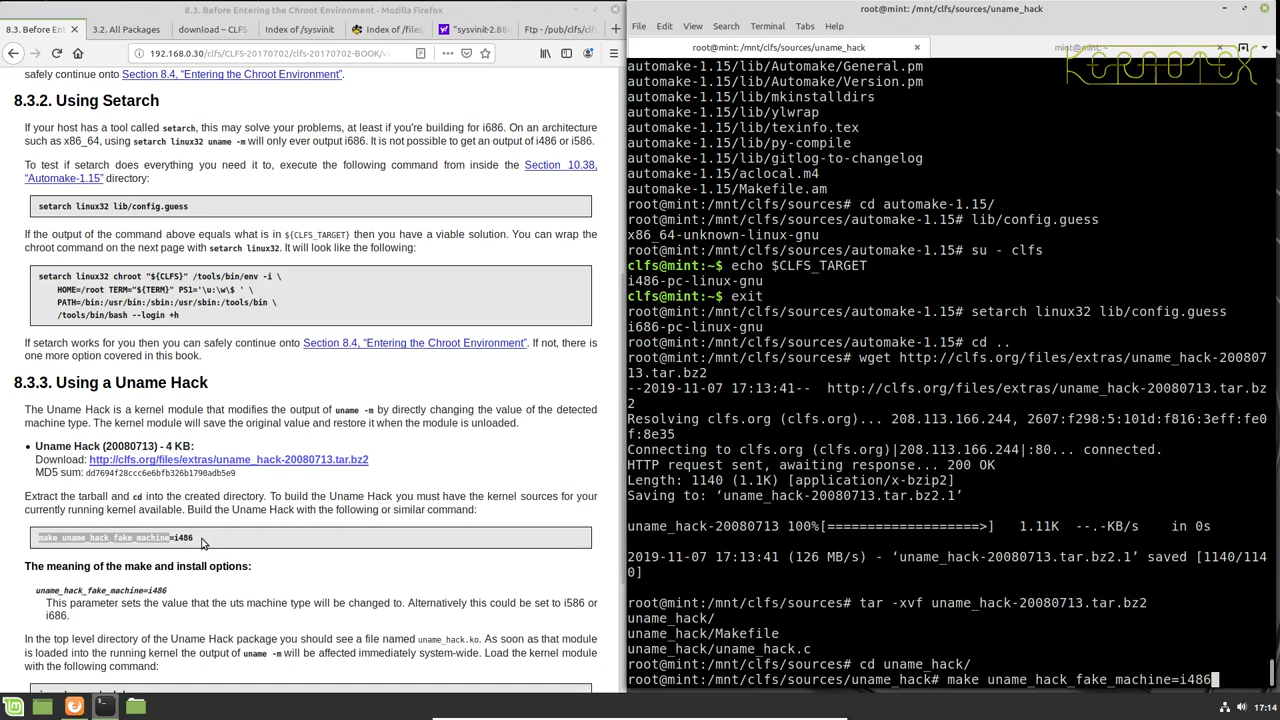 8.3. Before Entering the Chroot Environment - Mozilla Firefox
8.3. Before Ent
3.2. All Packages
download – CLFS
Index of /sysvinit
Index of /files
"sysvinit-2.88
Ftp - /pub/clfs
192.168.0.30/clfs/CLFS-20170702/clfs-20170702-BOOK/
safely continue onto Section 8.4, “Entering the Chroot Environment”.
8.3.2. Using Setarch
If your host has a tool called setarch, this may solve your problems, at least if you're building for i686. On an architecture
such as x86_64, using setarch linux32 uname -m will only ever output i686. It is not possible to get an output of i486 or i586.
To test if setarch does everything you need it to, execute the following command from inside the Section 10.38,
“Automake-1.15” directory:
setarch linux32 lib/config.guess
If the output of the command above equals what is in ${CLFS_TARGET} then you have a viable solution. You can wrap the
chroot command on the next page with setarch linux32. It will look like the following:
setarch linux32 chroot "${CLFS}" /tools/bin/env -i \
HOME=/root TERM="${TERM}" PS1='\u:\w\$ ' \
PATH=/bin:/usr/bin:/sbin:/usr/sbin:/tools/bin \
/tools/bin/bash --login +h
If setarch works for you then you can safely continue onto Section 8.4, “Entering the Chroot Environment”. If not, there is
one more option covered in this book.
8.3.3. Using a Uname Hack
The Uname Hack is a kernel module that modifies the output of uname -m by directly changing the value of the detected
machine type. The kernel module will save the original value and restore it when the module is unloaded.
• Uname Hack (20080713) - 4 KB:
Download: http://clfs.org/files/extras/uname_hack-20080713.tar.bz2
MD5 sum: dd7694f28ccc6e6bfb326b1790adb5e9
Extract the tarball and cd into the created directory. To build the Uname Hack you must have the kernel sources for your
currently running kernel available. Build the Uname Hack with the following or similar command:
make uname_hack_fake_machine=i486
The meaning of the make and install options:
uname_hack_fake_machine=i486
This parameter sets the value that the uts machine type will be changed to. Alternatively this could be set to i586 or
i686.
In the top level directory of the Uname Hack package you should see a file named uname_hack.ko. As soon as that module
is loaded into the running kernel the output of uname -m will be affected immediately system-wide. Load the kernel module
with the following command:
root@mint: /mnt/clfs/sources/uname_hack
File Edit View Search Terminal Tabs Help
root@mint: /mnt/clfs/sources/uname_hack
root@mint: ~
KERNOTEX
automake-1.15/lib/Automake/General.pm
automake-1.15/lib/Automake/Version.pm
automake-1.15/lib/mkinstalldirs
automake-1.15/lib/ylwrap
automake-1.15/lib/texinfo.tex
automake-1.15/lib/py-compile
automake-1.15/lib/gitlog-to-changelog
automake-1.15/aclocal.m4
automake-1.15/Makefile.am
root@mint:/mnt/clfs/sources# cd automake-1.15/
root@mint:/mnt/clfs/sources/automake-1.15# lib/config.guess
x86_64-unknown-linux-gnu
root@mint:/mnt/clfs/sources/automake-1.15# su - clfs
clfs@mint:~$ echo $CLFS_TARGET
i486-pc-linux-gnu
clfs@mint:~$ exit
root@mint:/mnt/clfs/sources/automake-1.15# setarch linux32 lib/config.guess
i686-pc-linux-gnu
root@mint:/mnt/clfs/sources/automake-1.15# cd ..
root@mint:/mnt/clfs/sources# wget http://clfs.org/files/extras/uname_hack-200807
13.tar.bz2
--2019-11-07 17:13:41-- http://clfs.org/files/extras/uname_hack-20080713.tar.bz
2
Resolving clfs.org (clfs.org)... 208.113.166.244, 2607:f298:5:101d:f816:3eff:fe0
f:8e35
Connecting to clfs.org (clfs.org)|208.113.166.244|:80... connected.
HTTP request sent, awaiting response... 200 OK
Length: 1140 (1.1K) [application/x-bzip2]
Saving to: ‘uname_hack-20080713.tar.bz2.1’
uname_hack-20080713 100%[===================>] 1.11K --.-KB/s in 0s
2019-11-07 17:13:41 (126 MB/s) - ‘uname_hack-20080713.tar.bz2.1’ saved [1140/114
0]
root@mint:/mnt/clfs/sources# tar -xvf uname_hack-20080713.tar.bz2
uname_hack/
uname_hack/Makefile
uname_hack/uname_hack.c
root@mint:/mnt/clfs/sources# cd uname_hack/
root@mint:/mnt/clfs/sources/uname_hack# make uname_hack_fake_machine=i486
17:14